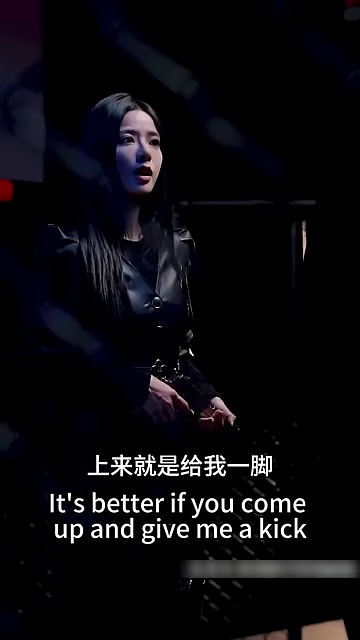 上来就是给我一脚
It's better if you come
up and give me a kick